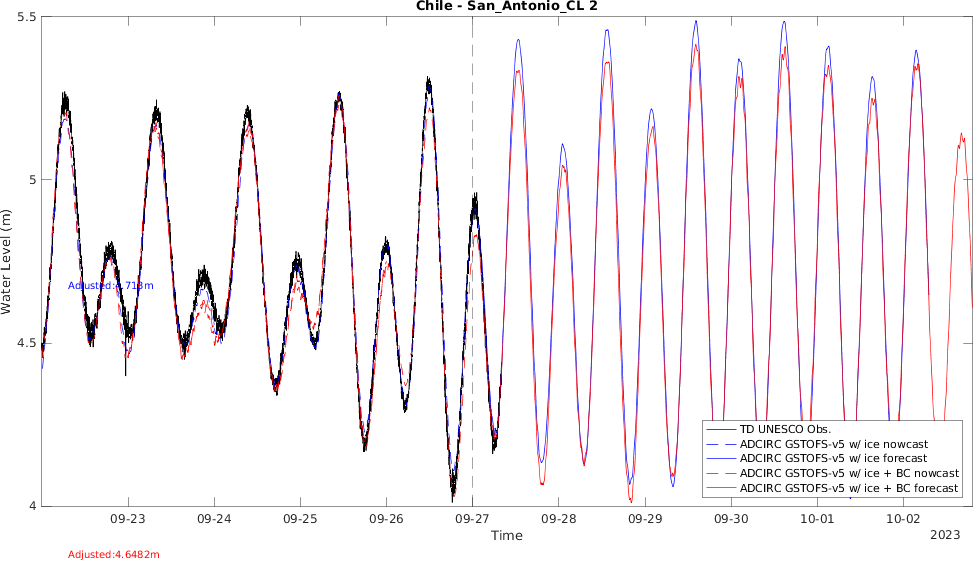 Chile - San_Antonio_CL 2
5.5
5
4.5
4
Water Level (m)
Adjusted:4.713m
TD UNESCO Obs.
ADCIRC GSTOFS-v5 w/ ice nowcast
ADCIRC GSTOFS-v5 w/ ice forecast
ADCIRC GSTOFS-v5 w/ ice + BC nowcast
ADCIRC GSTOFS-v5 w/ ice + BC forecast
09-23 09-24 09-25 09-26 09-27 09-28 09-29 09-30 10-01 10-02
Time
2023
Adjusted:4.6482m